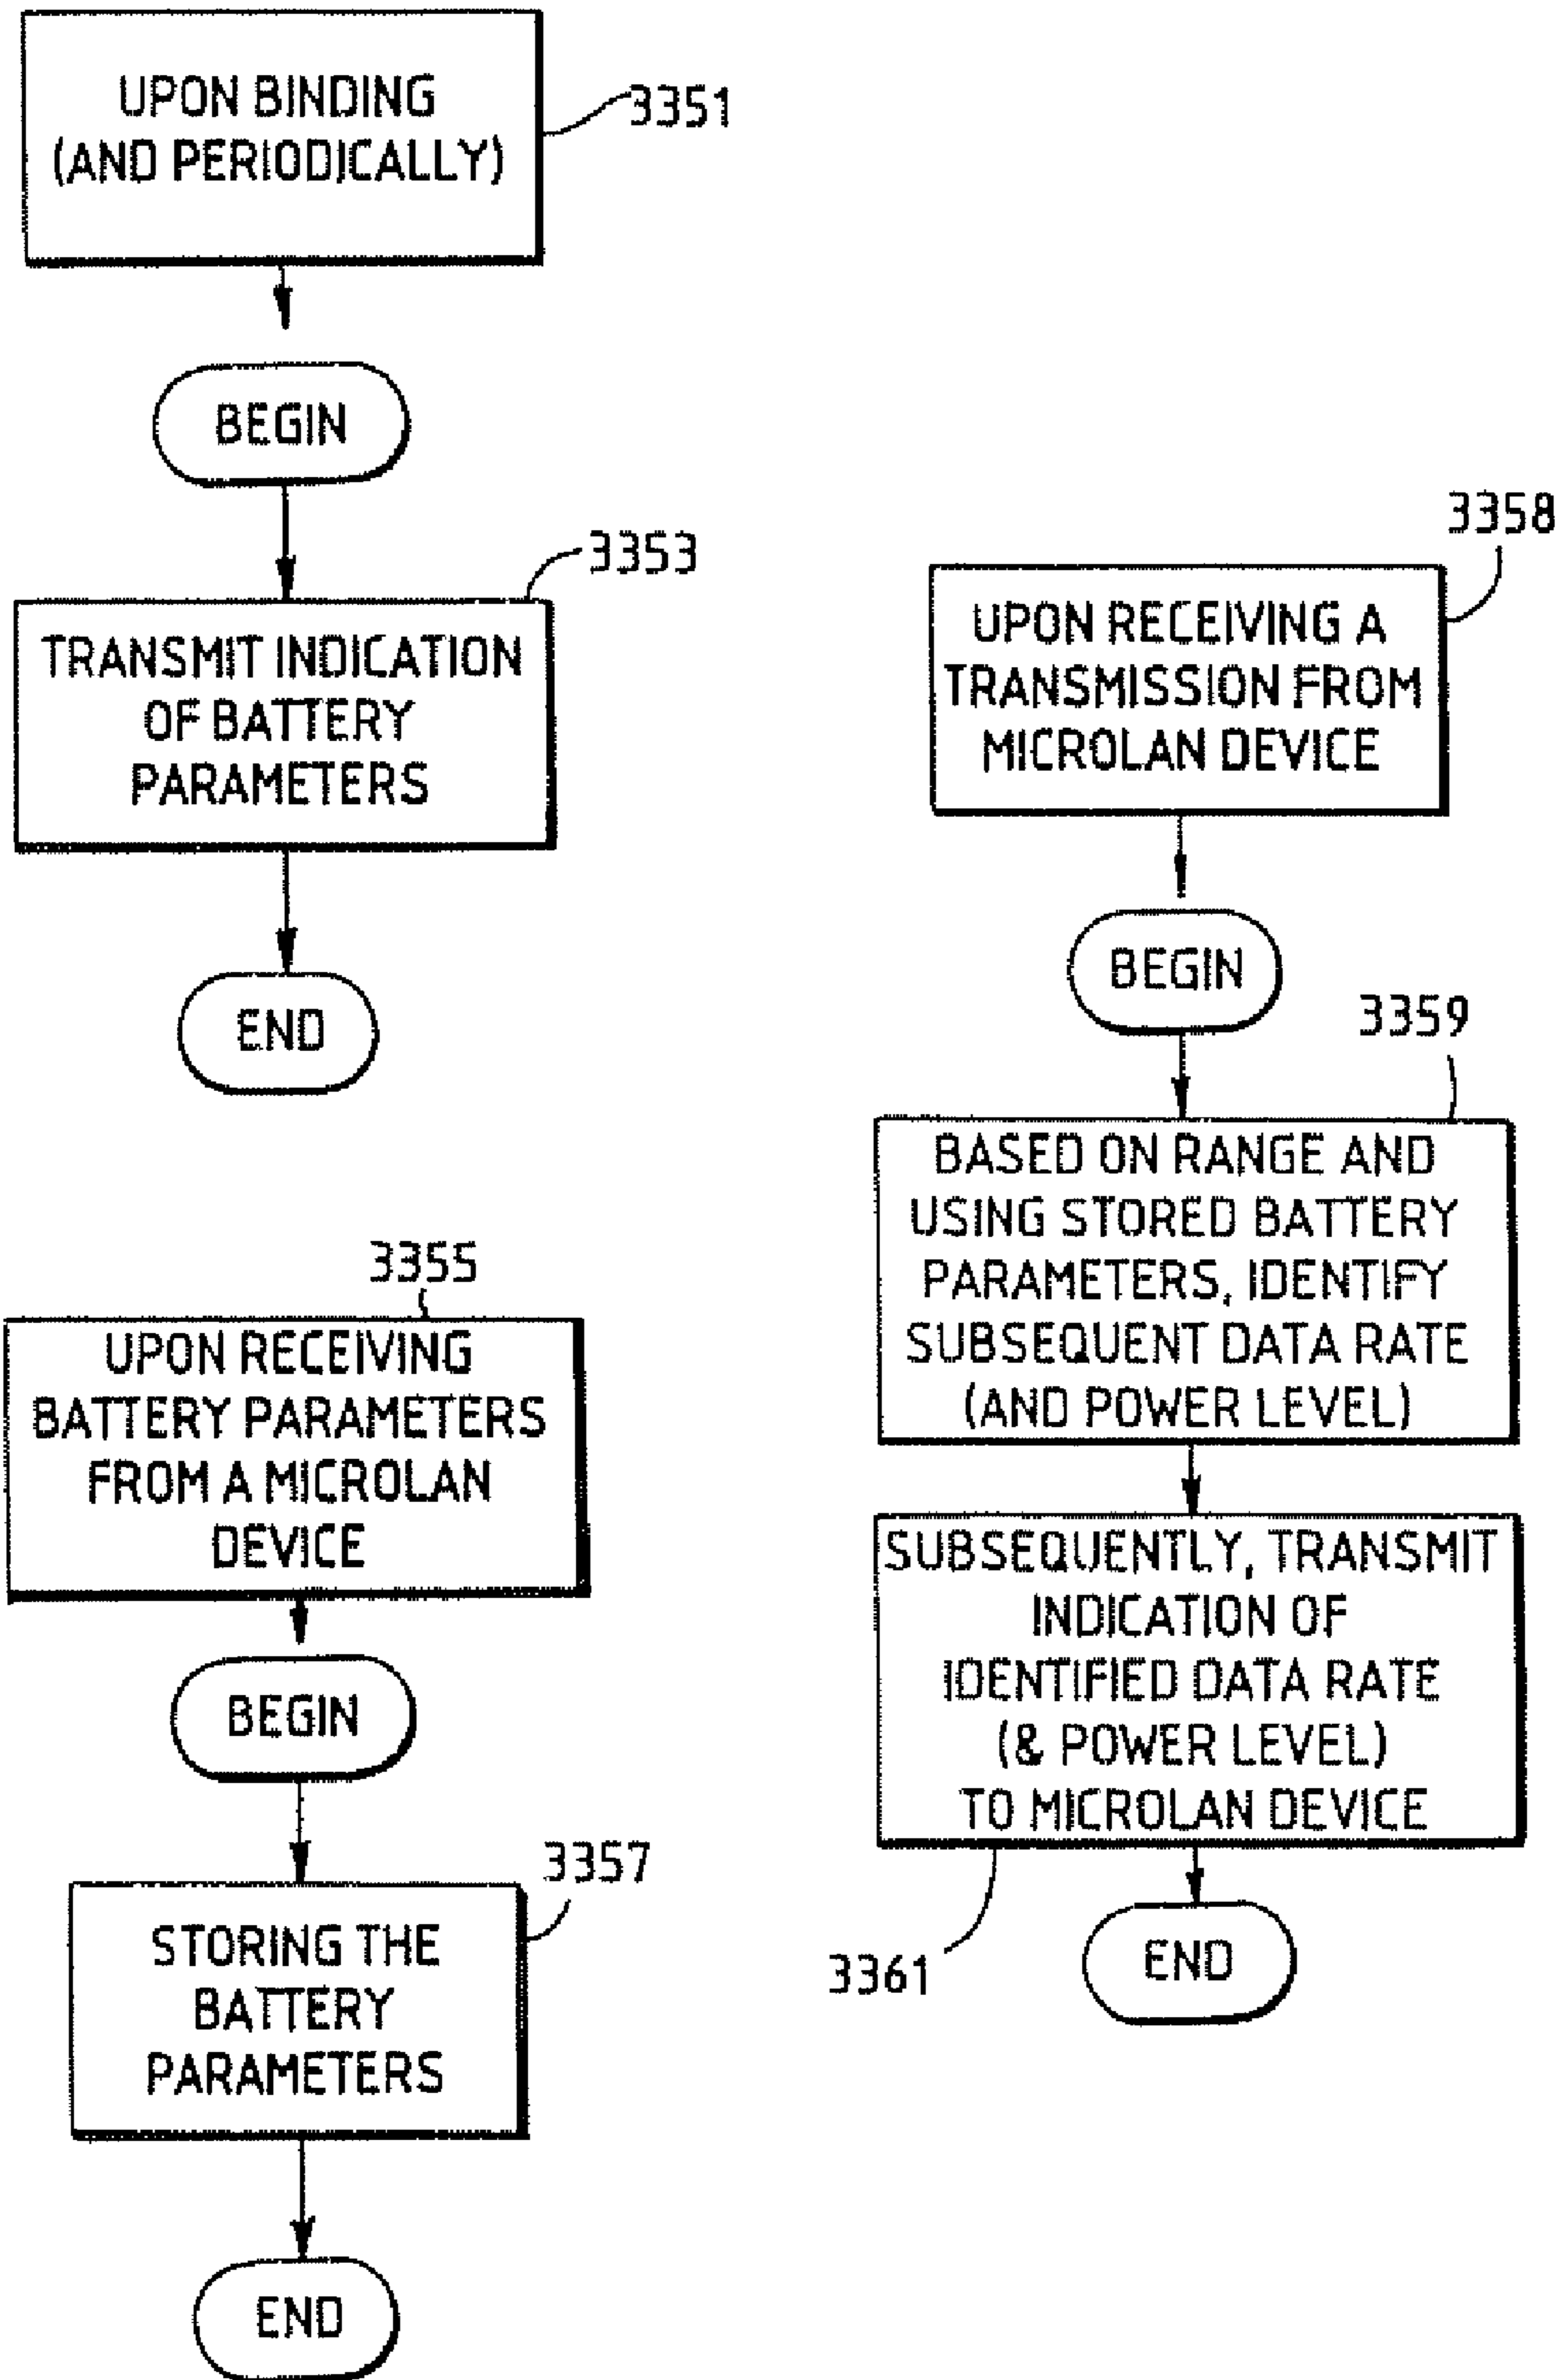 UPON BINDING
(AND PERIODICALLY)
3351
BEGIN
3353
TRANSMIT INDICATION
OF BATTERY
PARAMETERS
END
3355
UPON RECEIVING
BATTERY PARAMETERS
FROM A MICROLAN
DEVICE
BEGIN
3357
STORING THE
BATTERY
PARAMETERS
END
3358
UPON RECEIVING A
TRANSMISSION FROM
MICROLAN DEVICE
BEGIN
3359
BASED ON RANGE AND
USING STORED BATTERY
PARAMETERS, IDENTIFY
SUBSEQUENT DATA RATE
(AND POWER LEVEL)
SUBSEQUENTLY, TRANSMIT
INDICATION OF
IDENTIFIED DATA RATE
(& POWER LEVEL)
TO MICROLAN DEVICE
3361
END